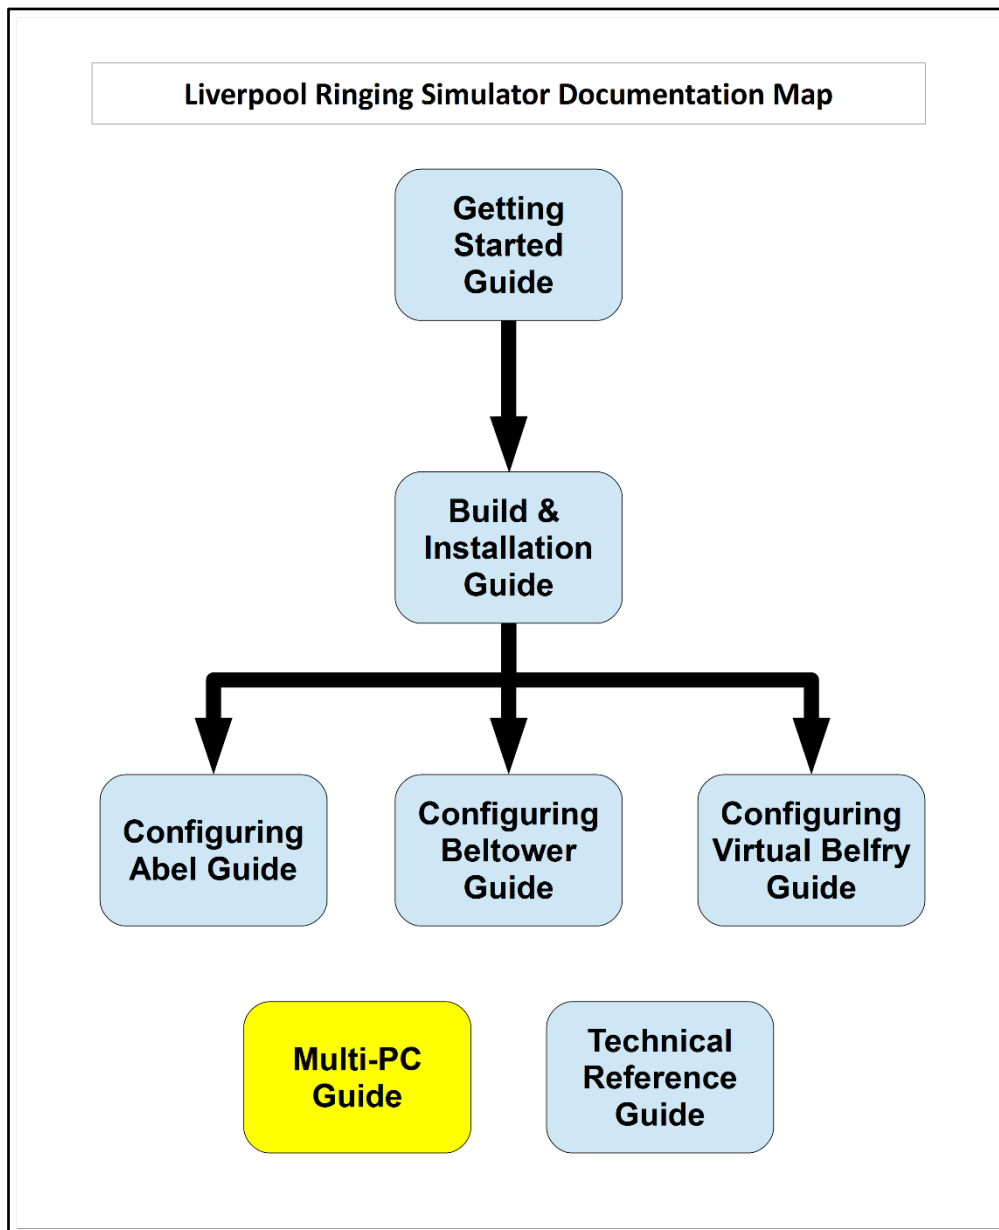 Liverpool Ringing Simulator Documentation Map
Getting
Started
Guide
Build &
Installation
Guide
Configuring
Abel Guide
Configuring
Beltower
Guide
Configuring
Virtual Belfry
Guide
Multi-PC
Guide
Technical
Reference
Guide